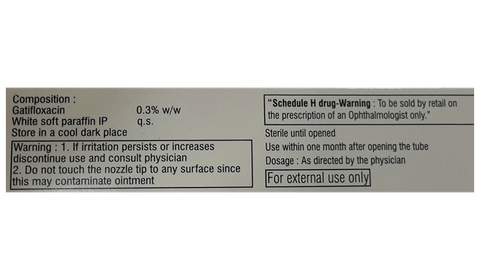 Composition :
Gatifloxacin 0.3% w/w
White soft paraffin IP q.s.
Store in a cool dark place
Warning : 1. If irritation persists or increases
discontinue use and consult physician
2. Do not touch the nozzle tip to any surface since
this may contaminate ointment
"Schedule H drug-Warning : To be sold by retail on
the prescription of an Ophthalmologist only."
Sterile until opened
Use within one month after opening the tube
Dosage : As directed by the physician
For external use only